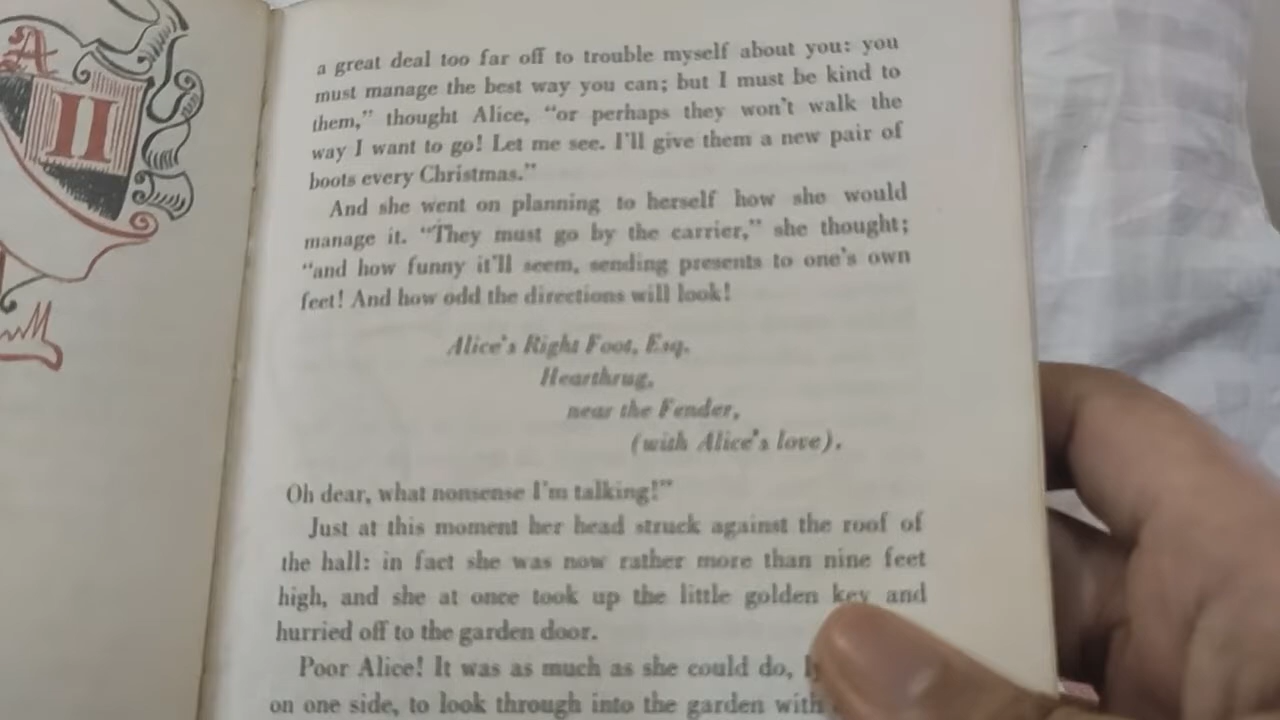 A
II
a great deal too far off to trouble myself about you: you
must manage the best way you can; but I must be kind to
them,” thought Alice, “or perhaps they won’t walk the
way I want to go! Let me see. I’ll give them a new pair of
boots every Christmas.”
And she went on planning to herself how she would
manage it. “They must go by the carrier,” she thought;
“and how funny it’ll seem, sending presents to one’s own
feet! And how odd the directions will look!
Alice’s Right Foot, Esq.
Hearthrug,
near the Fender,
(with Alice’s love).
Oh dear, what nonsense I’m talking!”
Just at this moment her head struck against the roof of
the hall: in fact she was now rather more than nine feet
high, and she at once took up the little golden key and
hurried off to the garden door.
Poor Alice! It was as much as she could do,
on one side, to look through into the garden with